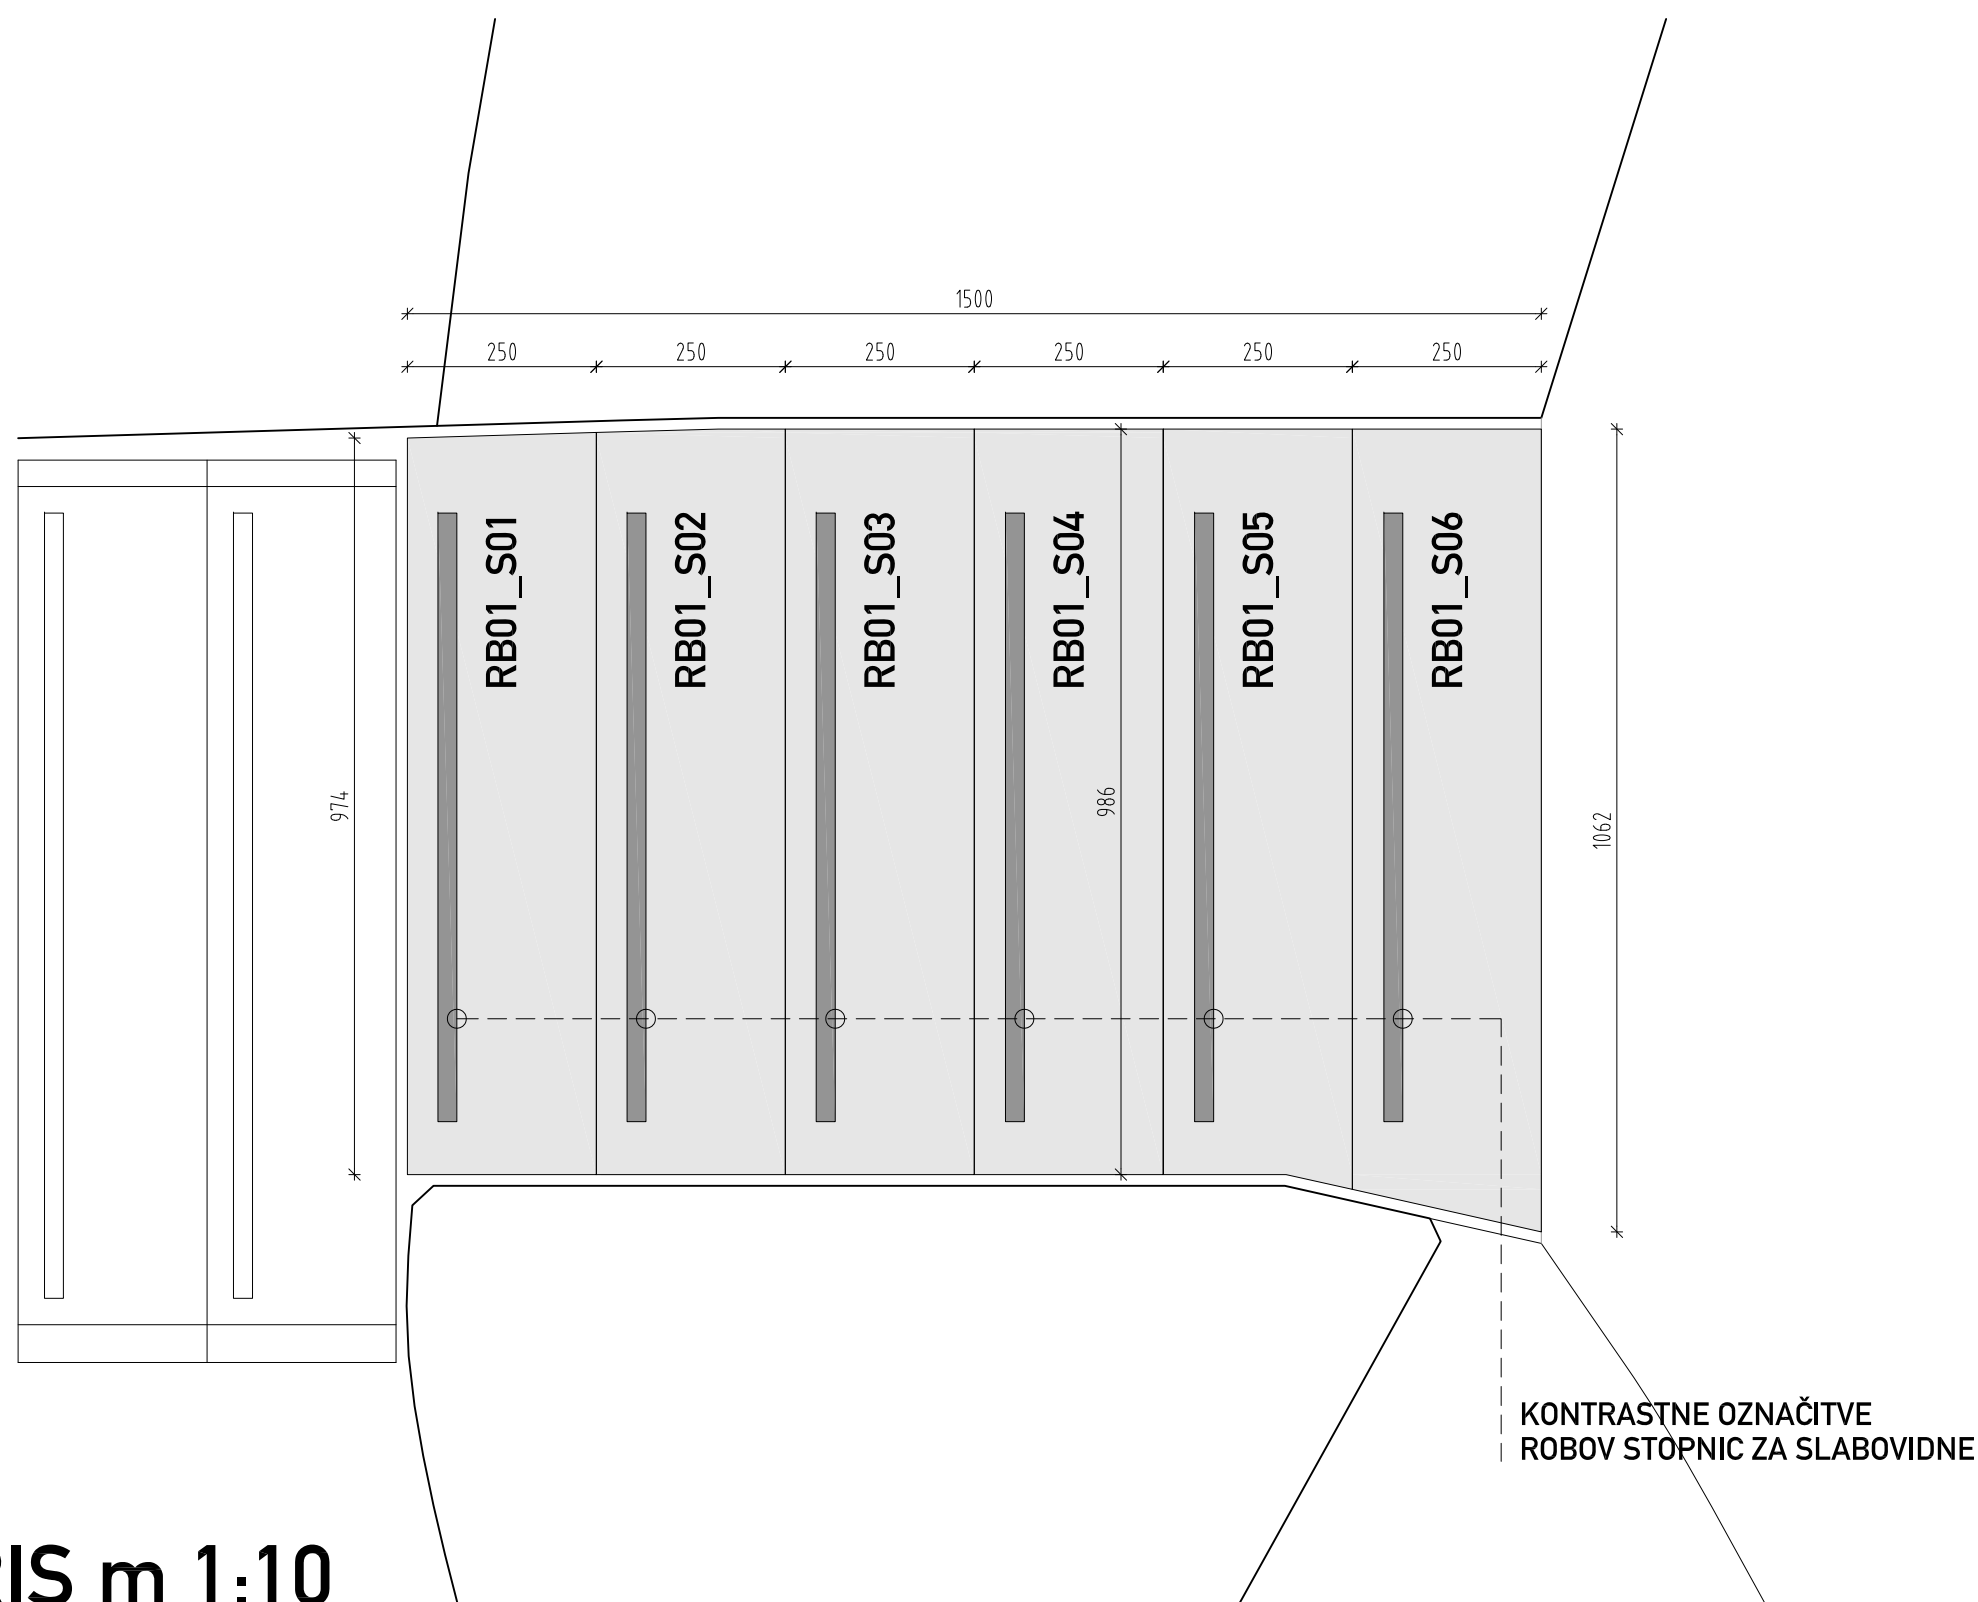 1500
250 250 250 250 250 250
RB01_S01
RB01_S02
RB01_S03
RB01_S04
RB01_S05
RB01_S06
974
986
1062
KONTRASTNE OZNAČITVE
ROBOV STOPNIC ZA SLABOVIDNE
RIS m 1:10